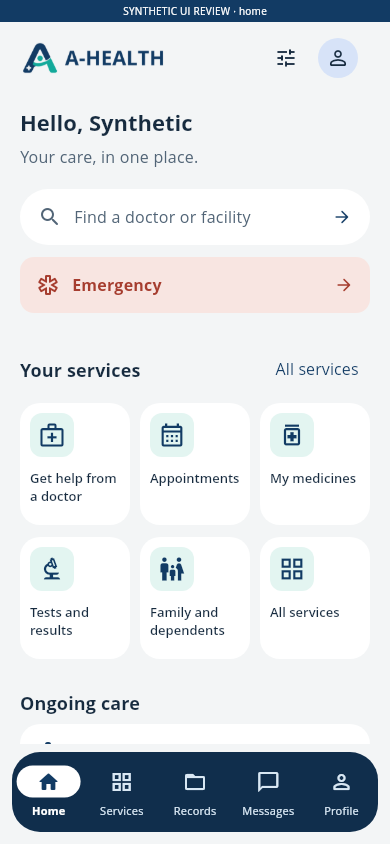 SYNTHETIC UI REVIEW · home
A-HEALTH
Hello, Synthetic
Your care, in one place.
Find a doctor or facility
Emergency
Your services
All services
Get help from
a doctor
Appointments
My medicines
Tests and
results
Family and
dependents
All services
Ongoing care
Home
Services
Records
Messages
Profile